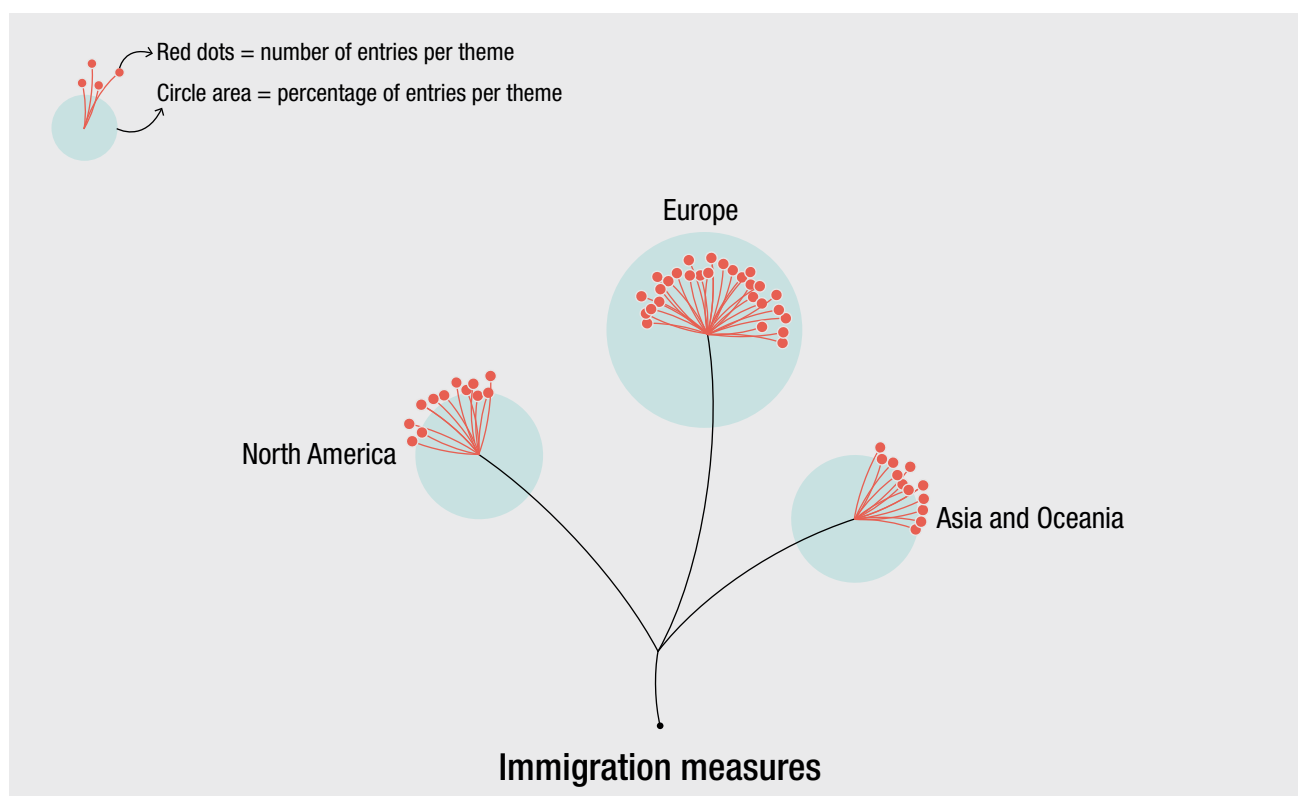 Red dots = number of entries per theme
Circle area = percentage of entries per theme
Europe
North America
Asia and Oceania
Immigration measures